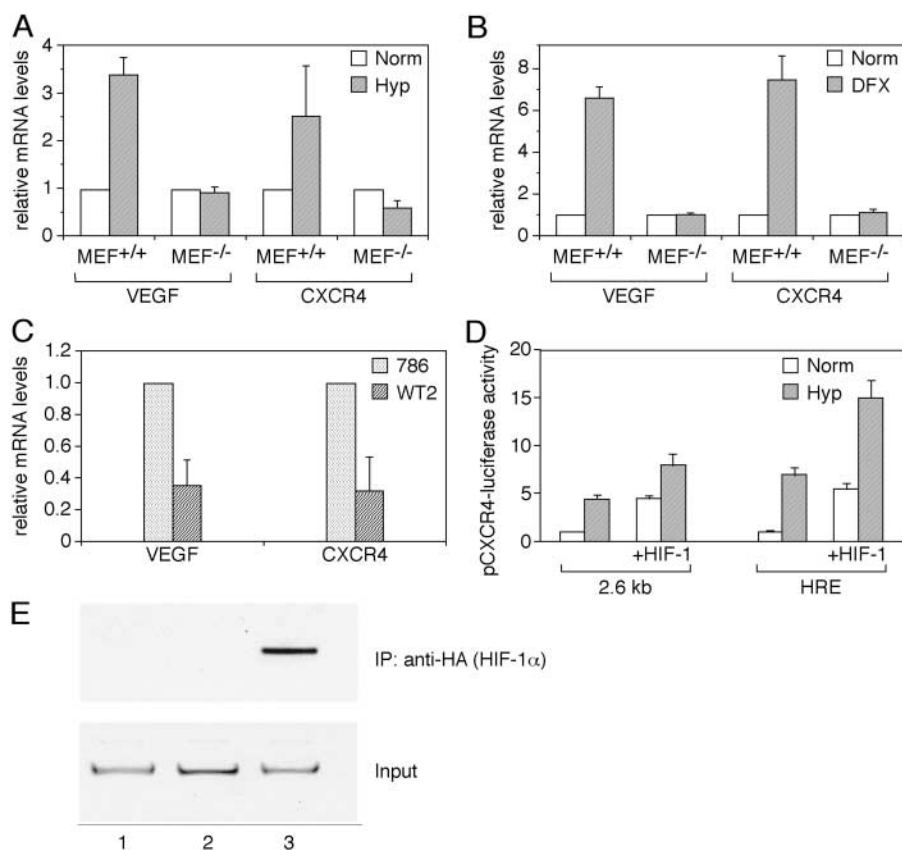 A
relative mRNA levels
4
3
2
1
0
Norm
Hyp
MEF+/+ MEF-/- MEF+/+ MEF-/-
VEGF CXCR4
B
relative mRNA levels
8
6
4
2
0
Norm
DFX
MEF+/+ MEF-/- MEF+/+ MEF-/-
VEGF CXCR4
C
relative mRNA levels
1.2
1.0
0.8
0.6
0.4
0.2
0
786
WT2
VEGF CXCR4
D
pCXCR4-luciferase activity
20
15
10
5
0
Norm
Hyp
+HIF-1 +HIF-1
2.6 kb HRE
E
IP: anti-HA (HIF-1α)
Input
1 2 3